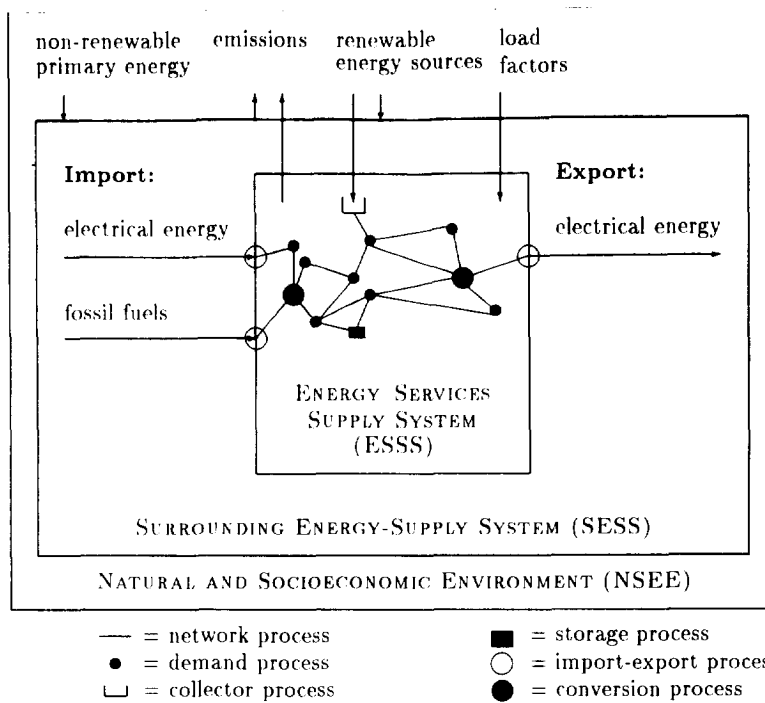 non-renewable
primary energy
emissions
renewable
energy sources
load
factors
Import:
Export:
electrical energy
electrical energy
fossil fuels
ENERGY SERVICES
SUPPLY SYSTEM
(ESSS)
SURROUNDING ENERGY-SUPPLY SYSTEM (SESS)
NATURAL AND SOCIOECONOMIC ENVIRONMENT (NSEE)
= network process
= demand process
= collector process
= storage process
= import-export proces
= conversion process